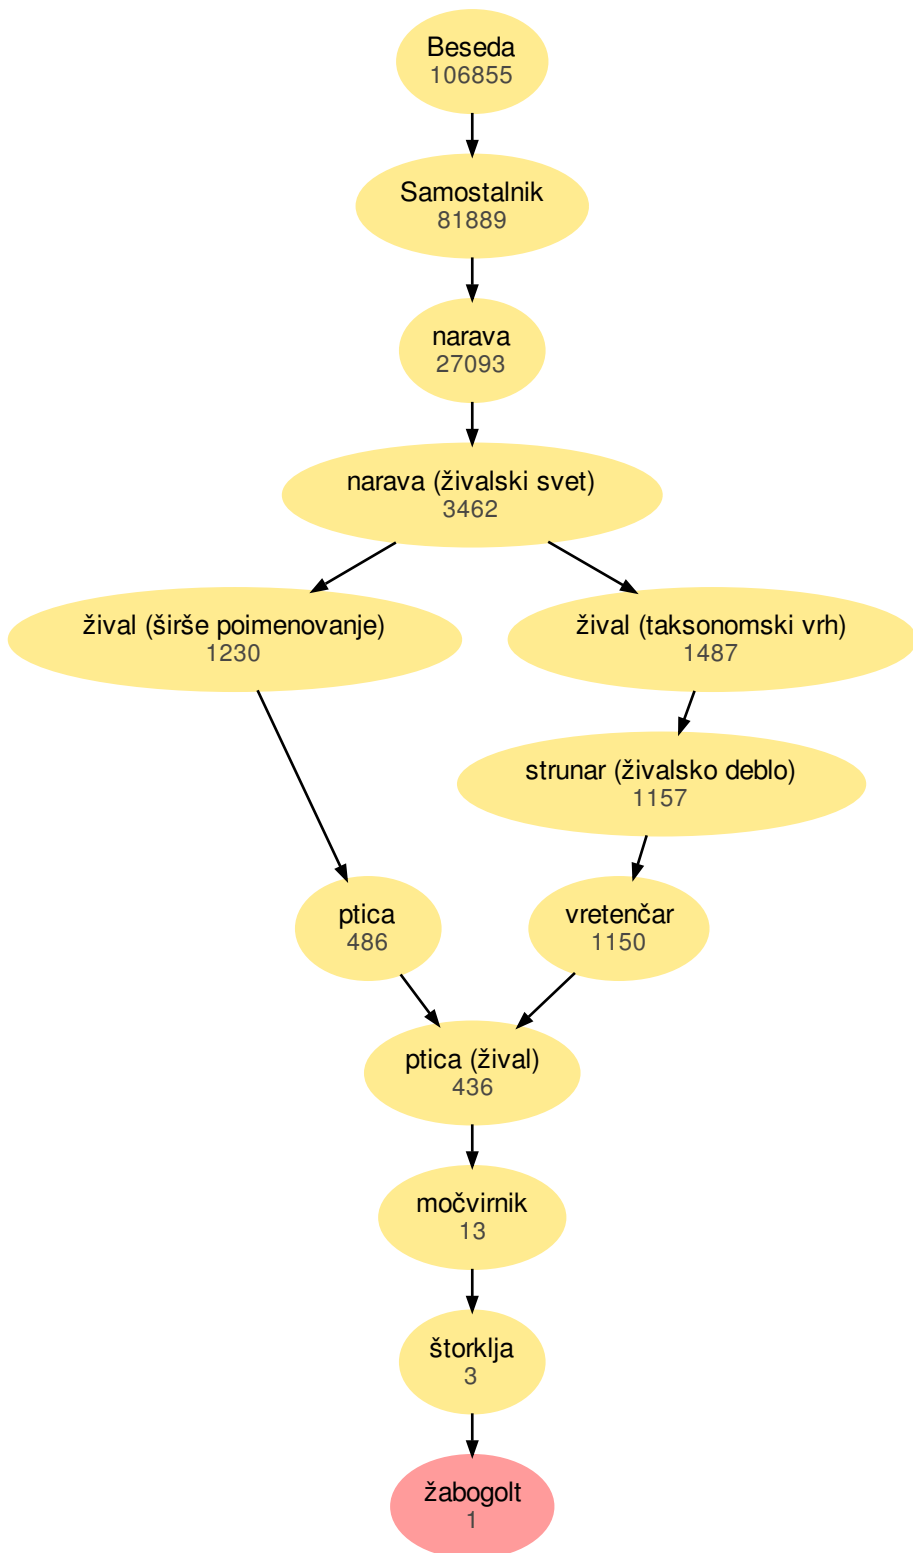 Beseda
106855
Samostalnik
81889
narava
27093
narava (živalski svet)
3462
žival (širše poimenovanje)
1230
žival (taksonomski vrh)
1487
strunar (živalsko deblo)
1157
ptica
486
vretenčar
1150
ptica (žival)
436
močvirnik
13
štorklja
3
žabogolt
1